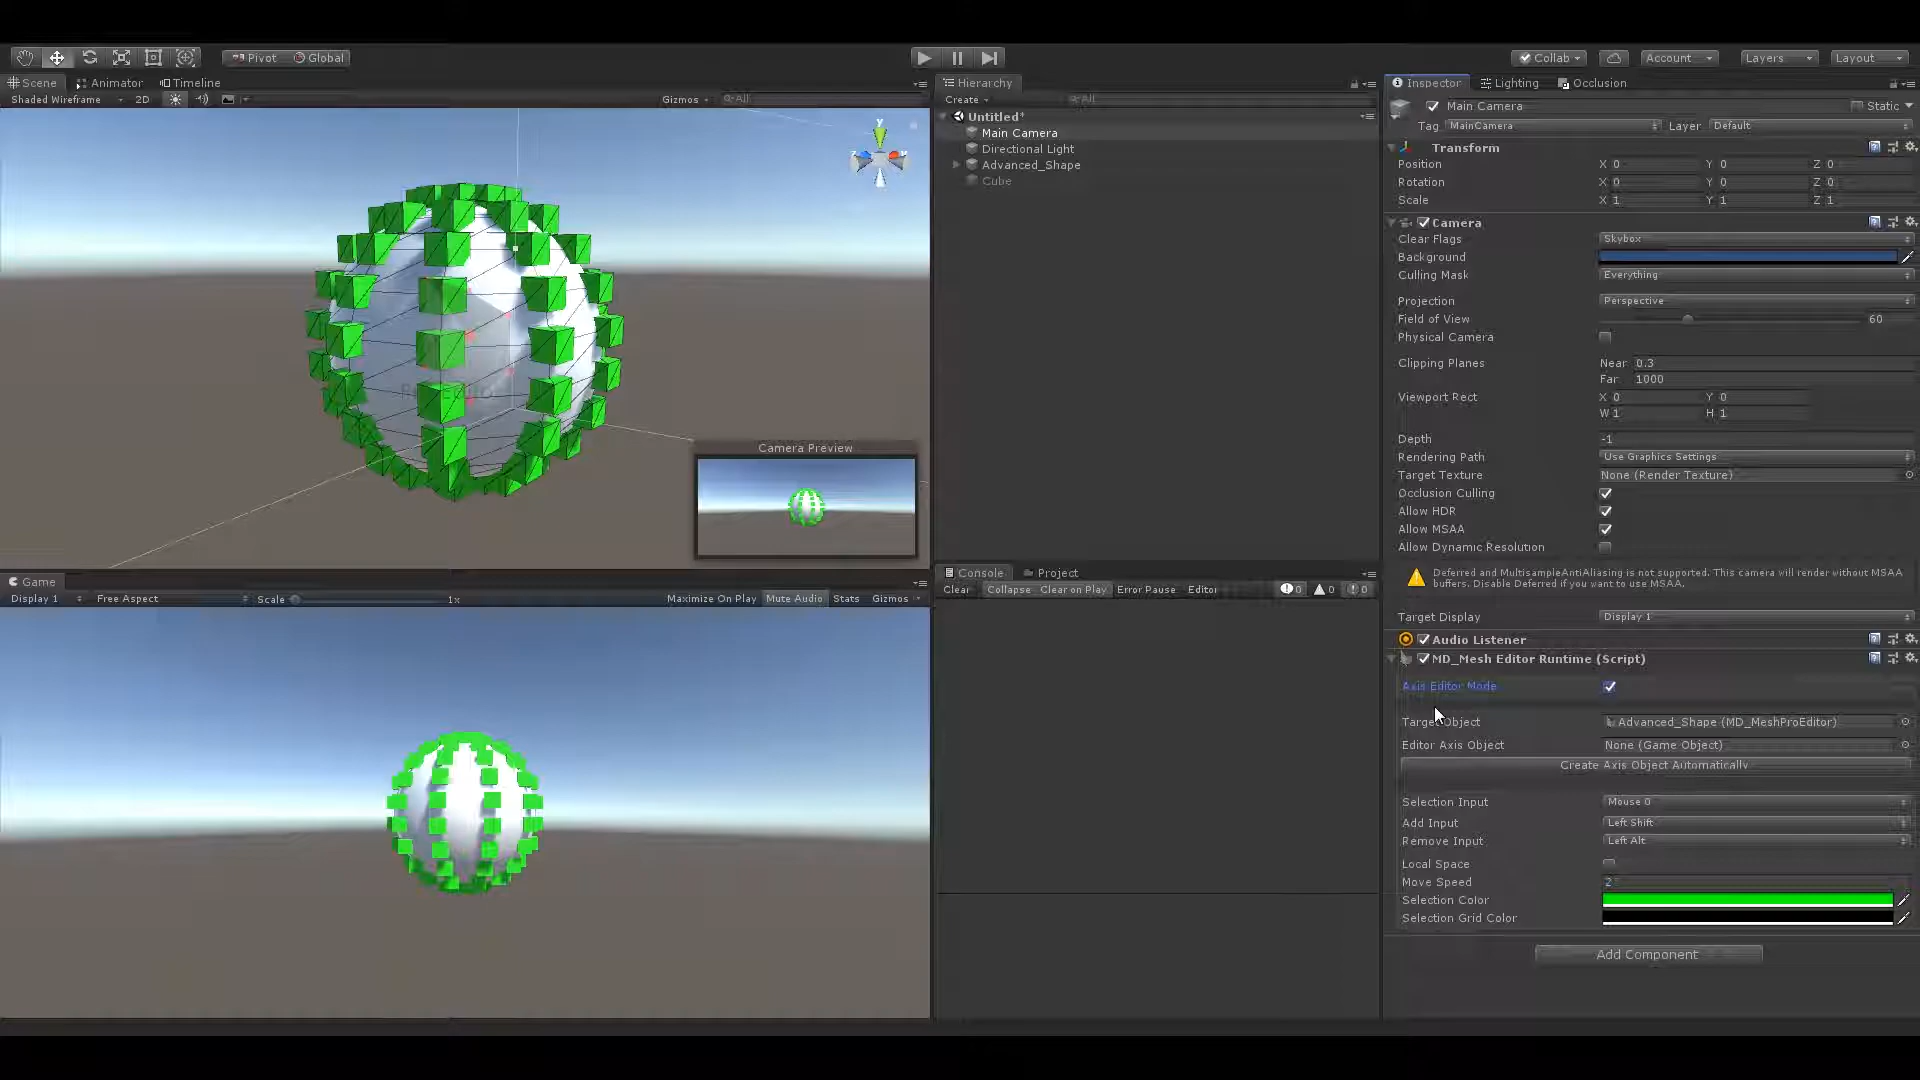 Pivot Global Collab Account Layers Layout
Scene Animator Timeline
Shaded Wireframe 2D Gizmos All
y
Camera Preview
Game
Display 1 Free Aspect Scale 1x Maximize On Play Mute Audio Stats Gizmos
Hierarchy
Create All
Untitled*
Main Camera
Directional Light
Advanced_Shape
Cube
Console Project
Clear Collapse Clear on Play Error Pause Editor 0 0 0
Inspector Lighting Occlusion
Main Camera Static
Tag MainCamera Layer Default
Transform
Position X 0 Y 0 Z 0
Rotation X 0 Y 0 Z 0
Scale X 1 Y 1 Z 1
Camera
Clear Flags Skybox
Background
Culling Mask Everything
Projection Perspective
Field of View 60
Physical Camera
Clipping Planes Near 0.3
Far 1000
Viewport Rect X 0 Y 0
W 1 H 1
Depth -1
Rendering Path Use Graphics Settings
Target Texture None (Render Texture)
Occlusion Culling
Allow HDR
Allow MSAA
Allow Dynamic Resolution
Deferred and MultisampleAntiAliasing is not supported. This camera will render without MSAA
buffers. Disable Deferred if you want to use MSAA.
Target Display Display 1
Audio Listener
MD_Mesh Editor Runtime (Script)
Axis Editor Mode
Target Object Advanced_Shape (MD_MeshProEditor)
Editor Axis Object None (Game Object)
Create Axis Object Automatically
Selection Input Mouse 0
Add Input Left Shift
Remove Input Left Alt
Local Space
Move Speed 2
Selection Color
Selection Grid Color
Add Component